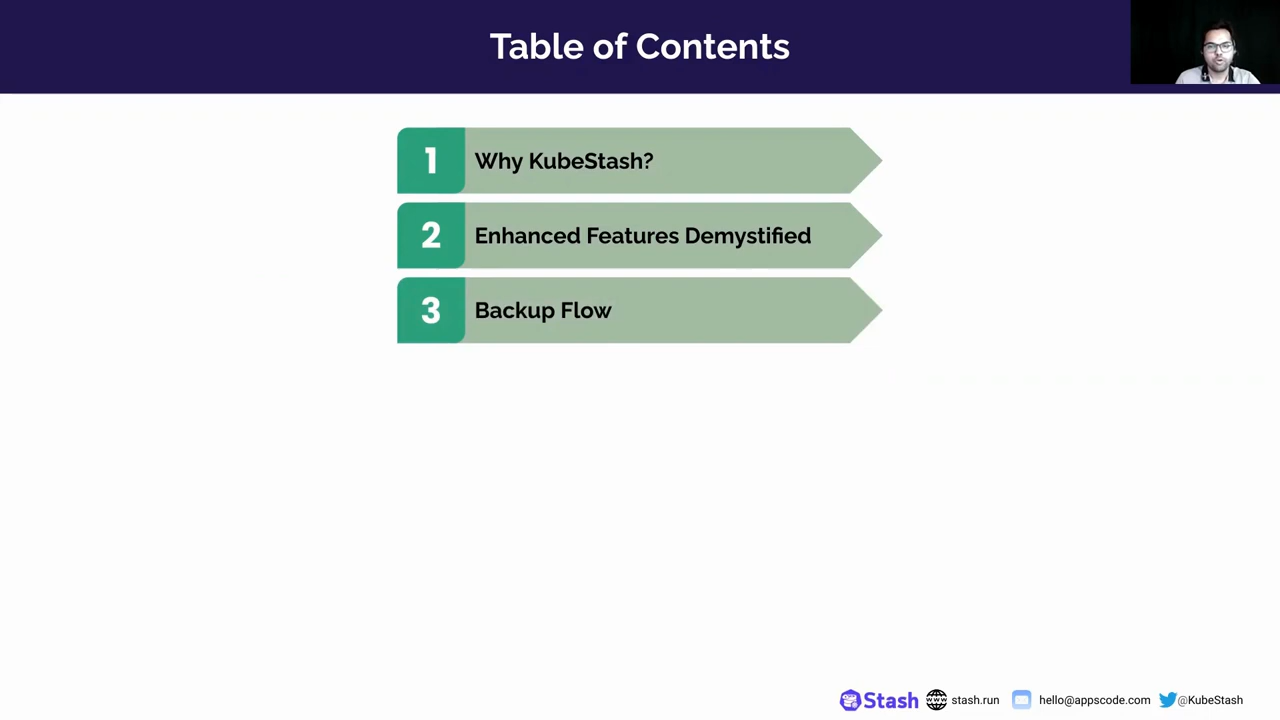 Table of Contents
1 Why KubeStash?
2 Enhanced Features Demystified
3 Backup Flow
Stash WWW stash.run hello@appscode.com @KubeStash